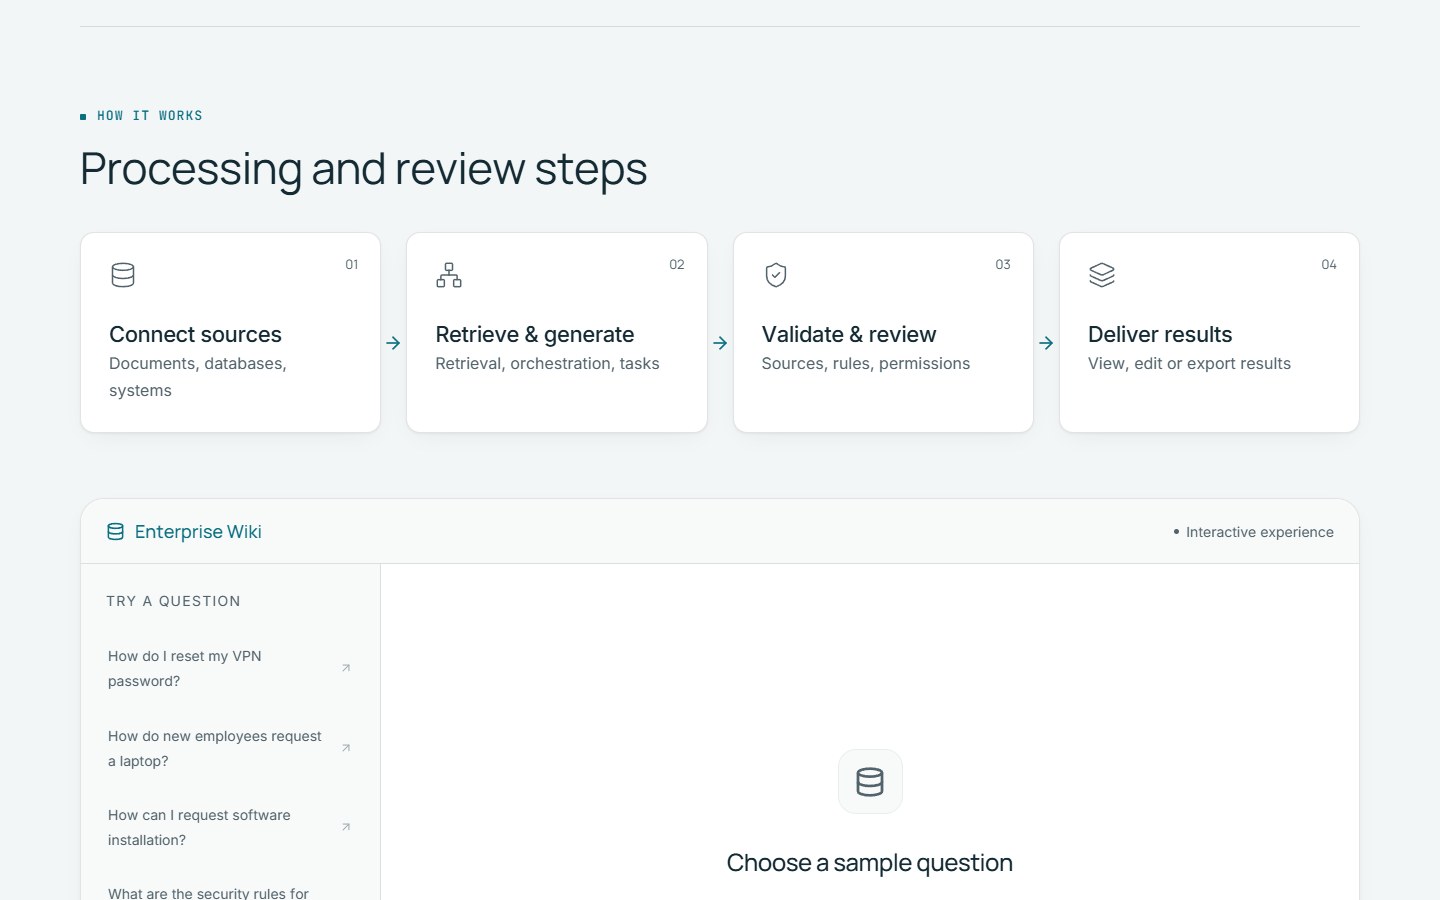 HOW IT WORKS
Processing and review steps
01
Connect sources
Documents, databases,
systems
02
Retrieve & generate
Retrieval, orchestration, tasks
03
Validate & review
Sources, rules, permissions
04
Deliver results
View, edit or export results
Enterprise Wiki
Interactive experience
TRY A QUESTION
How do I reset my VPN
password?
How do new employees request
a laptop?
How can I request software
installation?
What are the security rules for
Choose a sample question